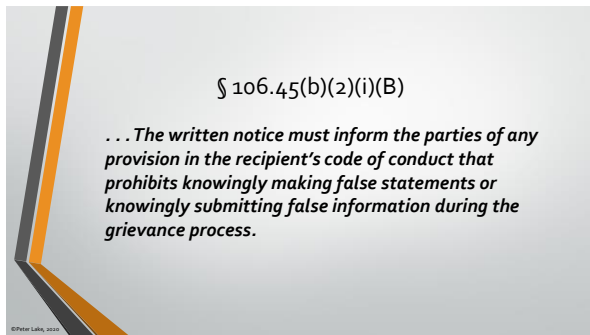 § 106.45(b)(2)(i)(B)
. . . The written notice must inform the parties of any
provision in the recipient's code of conduct that
prohibits knowingly making false statements or
knowingly submitting false information during the
grievance process.
©Peter Lake, 2020